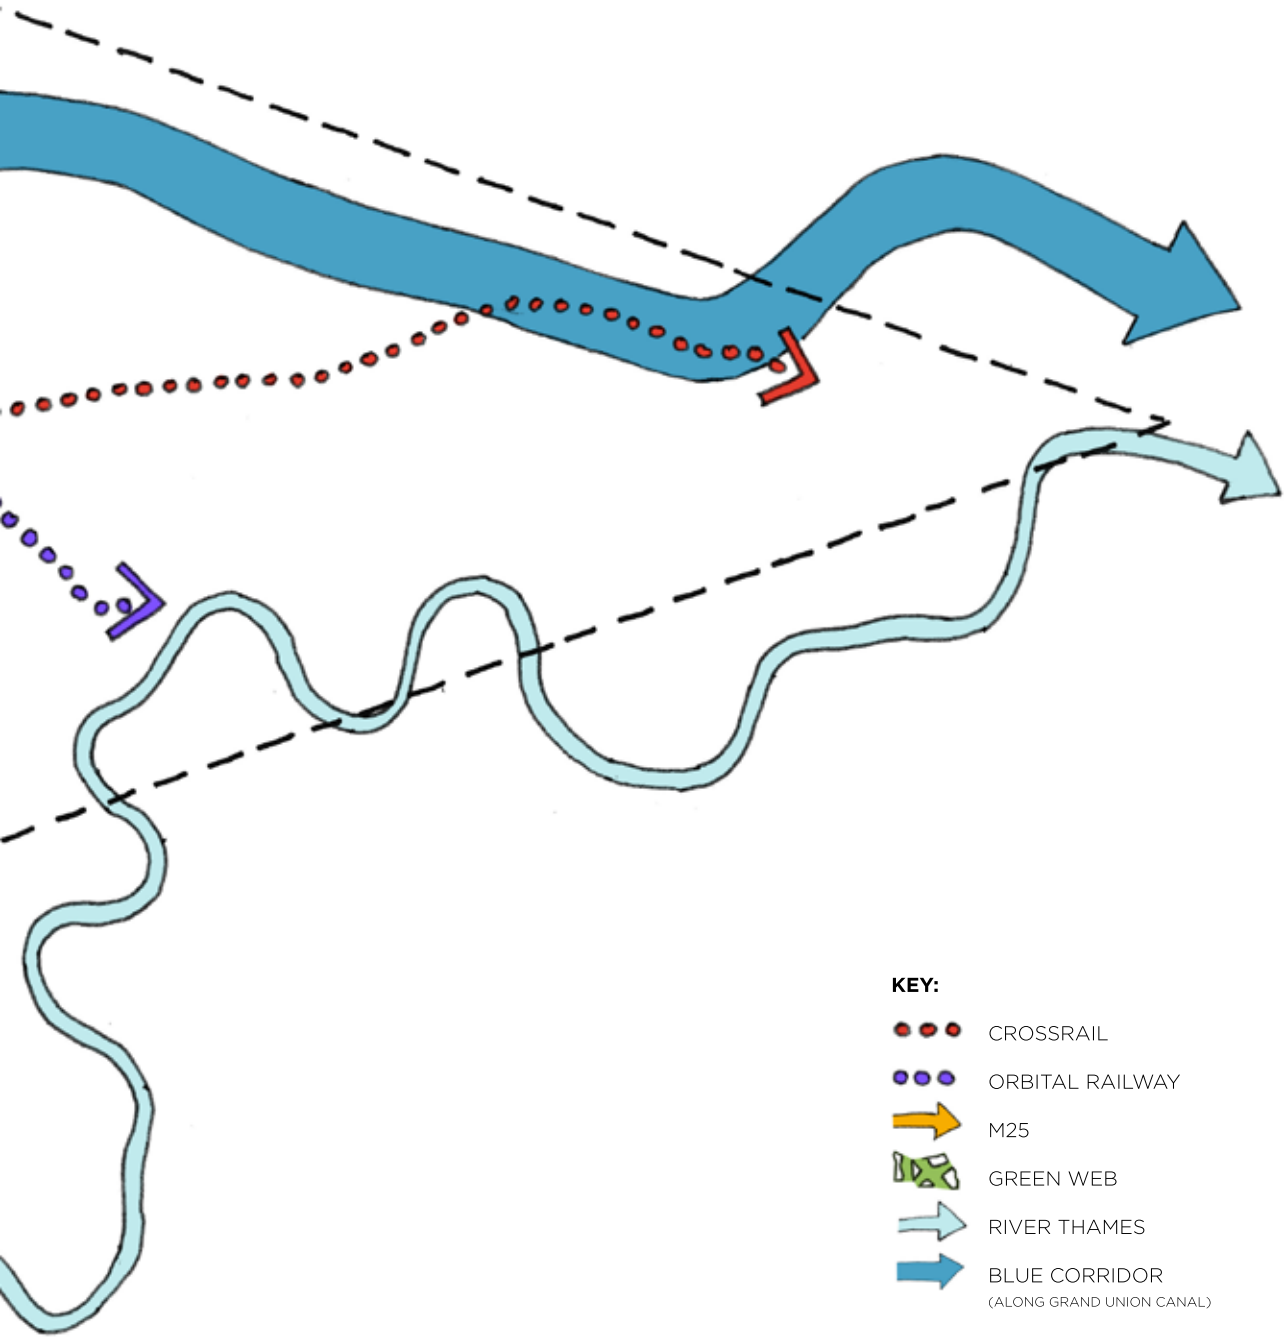 KEY:
CROSSRAIL
ORBITAL RAILWAY
M25
GREEN WEB
RIVER THAMES
BLUE CORRIDOR
(ALONG GRAND UNION CANAL)